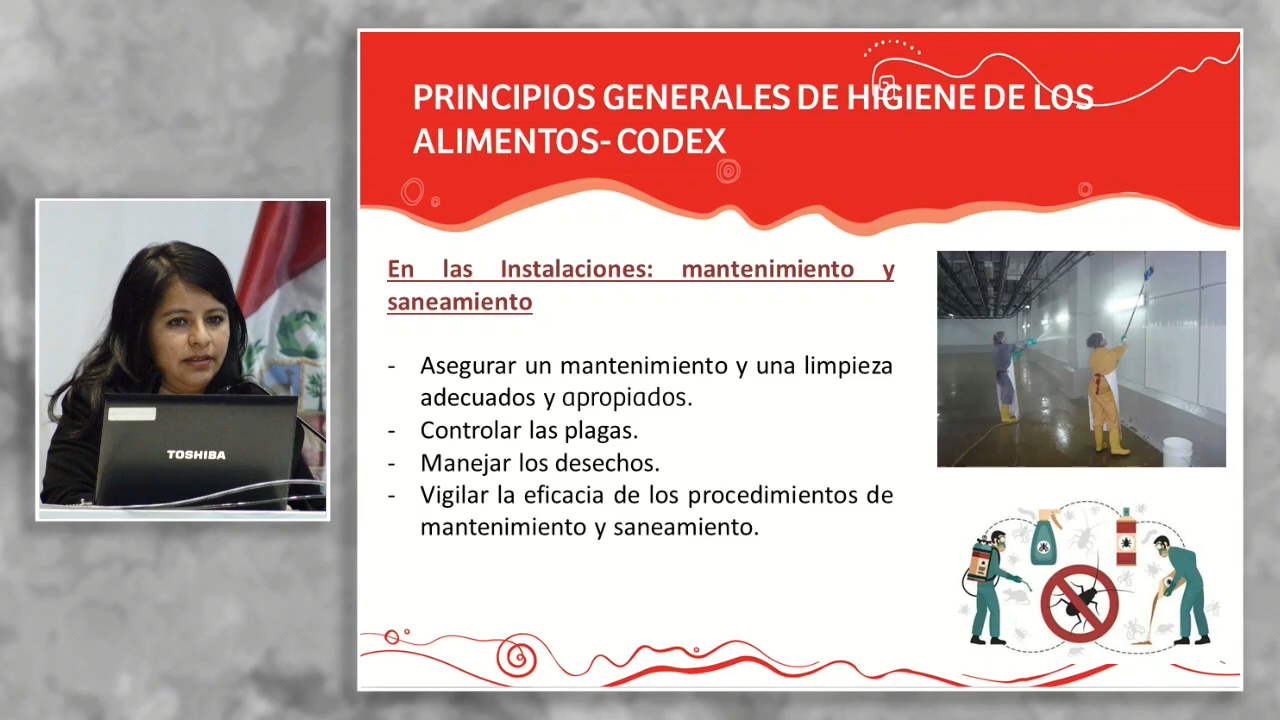 PRINCIPIOS GENERALES DE HIGIENE DE LOS
ALIMENTOS- CODEX
En las Instalaciones: mantenimiento y
saneamiento
- Asegurar un mantenimiento y una limpieza
adecuados y apropiados.
- Controlar las plagas.
- Manejar los desechos.
- Vigilar la eficacia de los procedimientos de
mantenimiento y saneamiento.
TOSHIBA